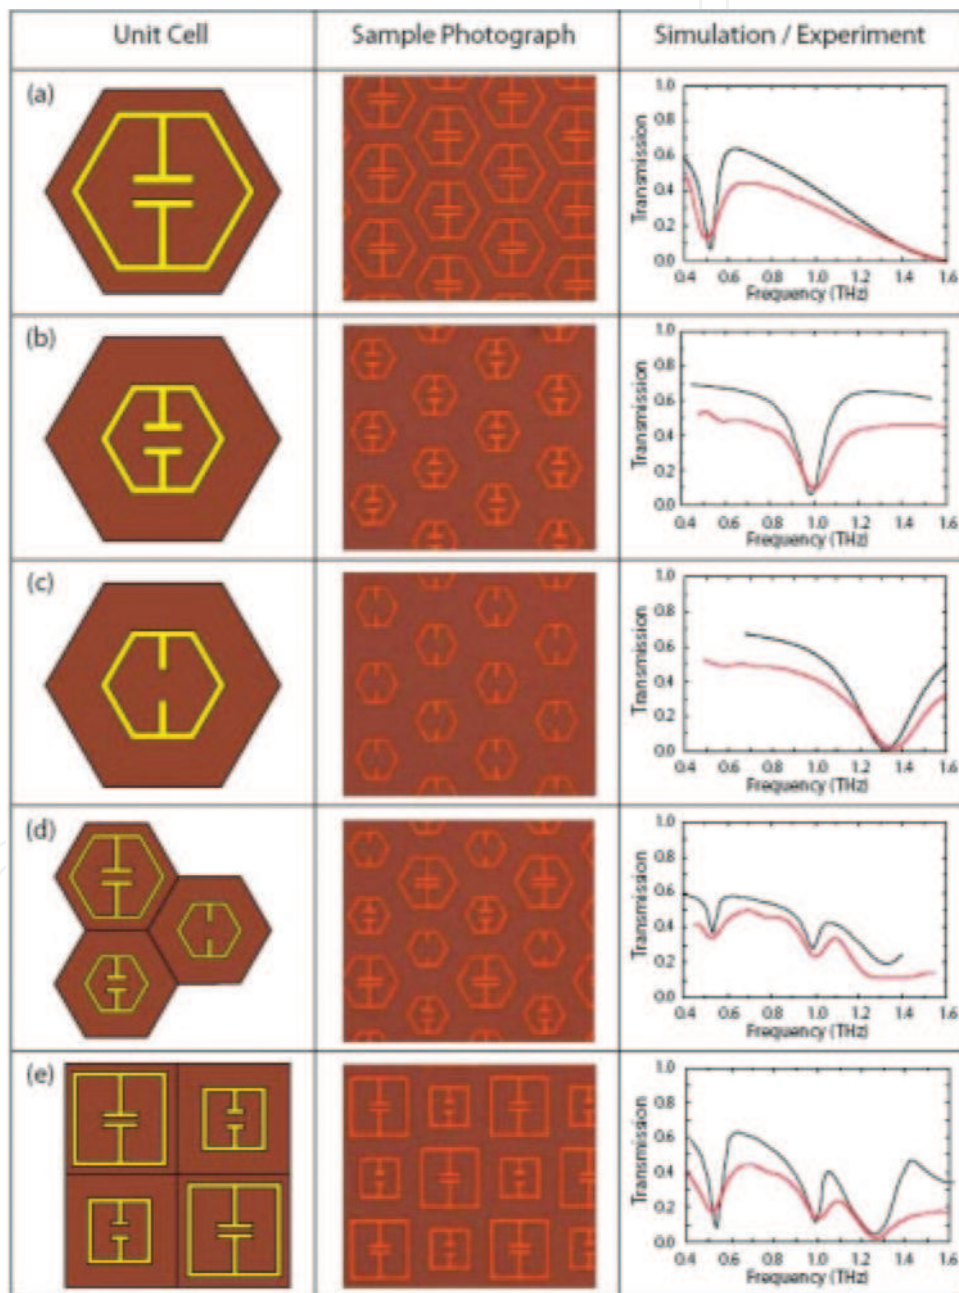 Unit Cell
Sample Photograph
Simulation / Experiment
(a)
Transmission
1.0
0.8
0.6
0.4
0.2
0.0
0.4 0.6 0.8 1.0 1.2 1.4 1.6
Frequency (THz)
(b)
Transmission
1.0
0.8
0.6
0.4
0.2
0.0
0.4 0.6 0.8 1.0 1.2 1.4 1.6
Frequency (THz)
(c)
Transmission
1.0
0.8
0.6
0.4
0.2
0.0
0.4 0.6 0.8 1.0 1.2 1.4 1.6
Frequency (THz)
(d)
Transmission
1.0
0.8
0.6
0.4
0.2
0.0
0.4 0.6 0.8 1.0 1.2 1.4 1.6
Frequency (THz)
(e)
Transmission
1.0
0.8
0.6
0.4
0.2
0.0
0.4 0.6 0.8 1.0 1.2 1.4 1.6
Frequency (THz)